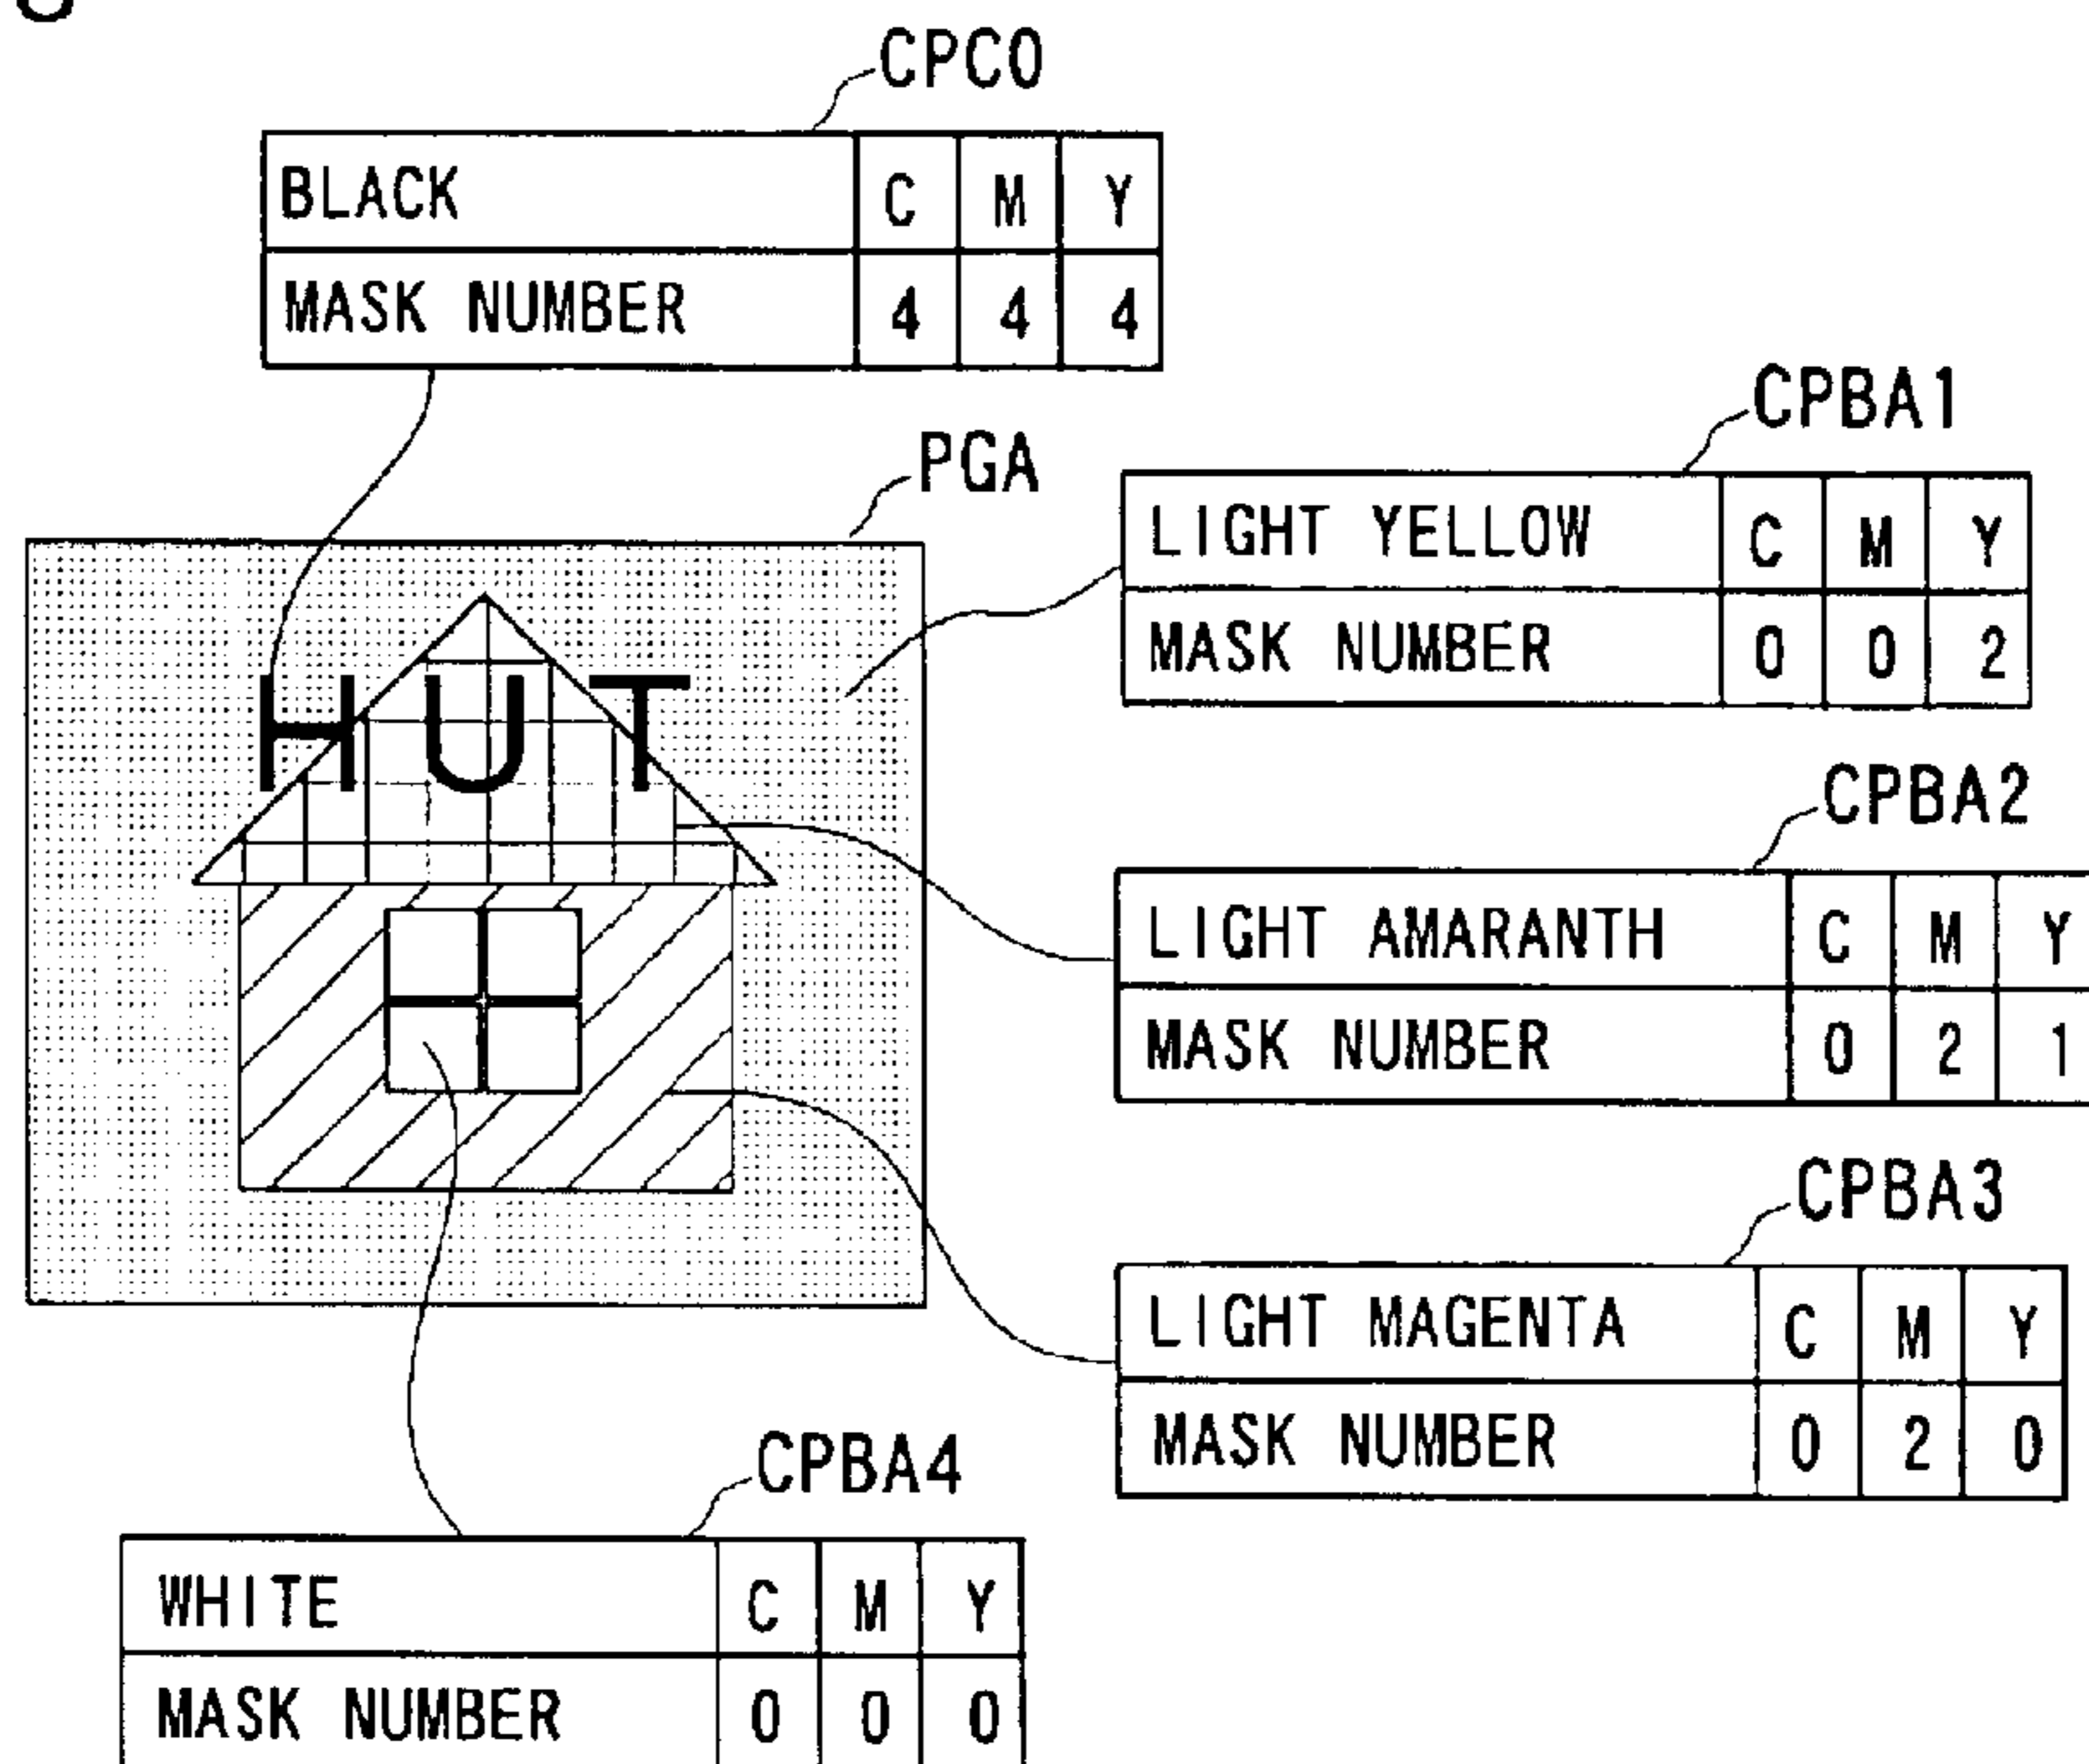 CPC0
BLACK C M Y
MASK NUMBER 4 4 4
PGA
HUT
CPBA1
LIGHT YELLOW C M Y
MASK NUMBER 0 0 2
CPBA2
LIGHT AMARANTH C M Y
MASK NUMBER 0 2 1
CPBA3
LIGHT MAGENTA C M Y
MASK NUMBER 0 2 0
CPBA4
WHITE C M Y
MASK NUMBER 0 0 0